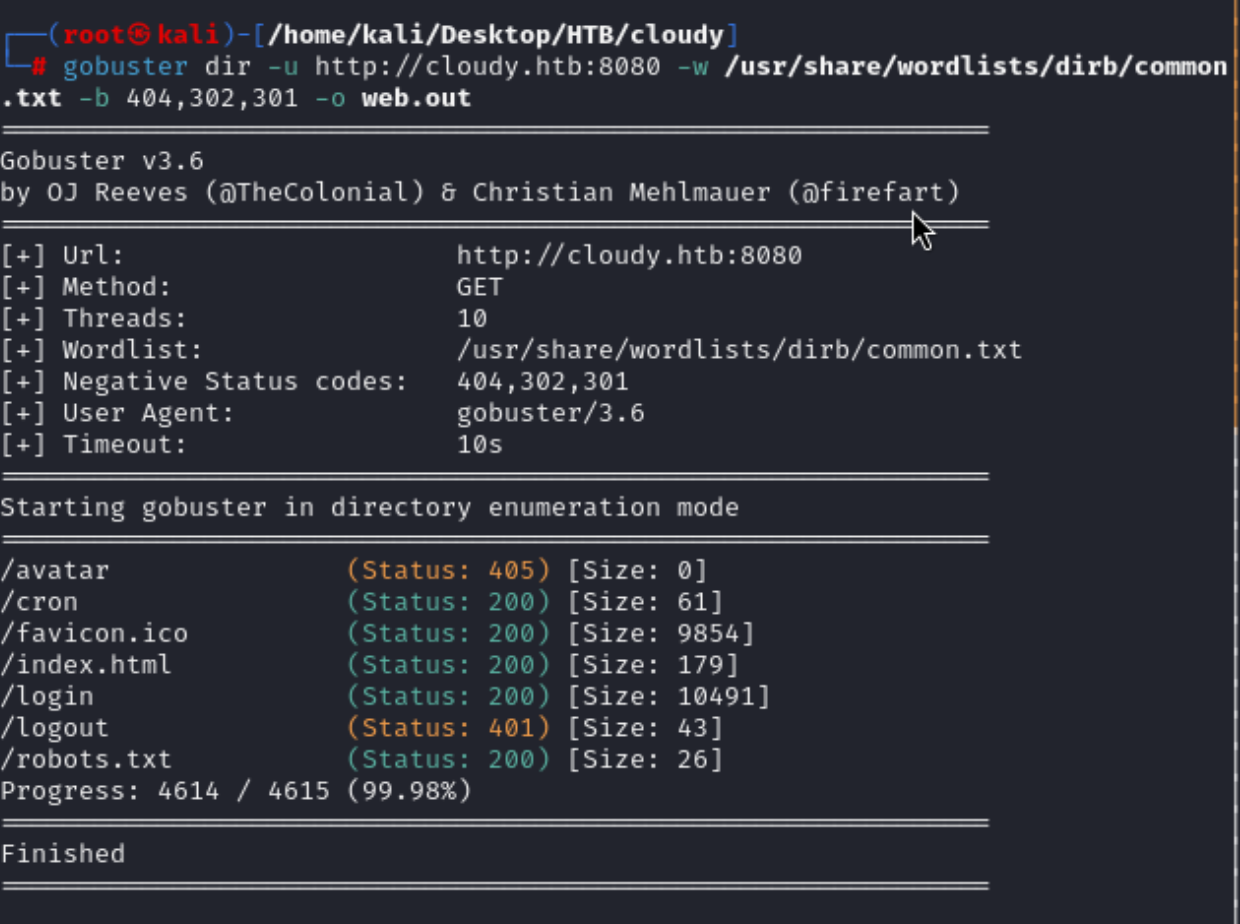 ┌──(root㉿kali)-[/home/kali/Desktop/HTB/cloudy]
└─# gobuster dir -u http://cloudy.htb:8080 -w /usr/share/wordlists/dirb/common
.txt -b 404,302,301 -o web.out
===============================================================
Gobuster v3.6
by OJ Reeves (@TheColonial) & Christian Mehlmauer (@firefart)
===============================================================
[+] Url:                     http://cloudy.htb:8080
[+] Method:                  GET
[+] Threads:                 10
[+] Wordlist:                /usr/share/wordlists/dirb/common.txt
[+] Negative Status codes:   404,302,301
[+] User Agent:              gobuster/3.6
[+] Timeout:                 10s
===============================================================
Starting gobuster in directory enumeration mode
===============================================================
/avatar               (Status: 405) [Size: 0]
/cron                 (Status: 200) [Size: 61]
/favicon.ico          (Status: 200) [Size: 9854]
/index.html           (Status: 200) [Size: 179]
/login                (Status: 200) [Size: 10491]
/logout               (Status: 401) [Size: 43]
/robots.txt           (Status: 200) [Size: 26]
Progress: 4614 / 4615 (99.98%)
===============================================================
Finished
===============================================================